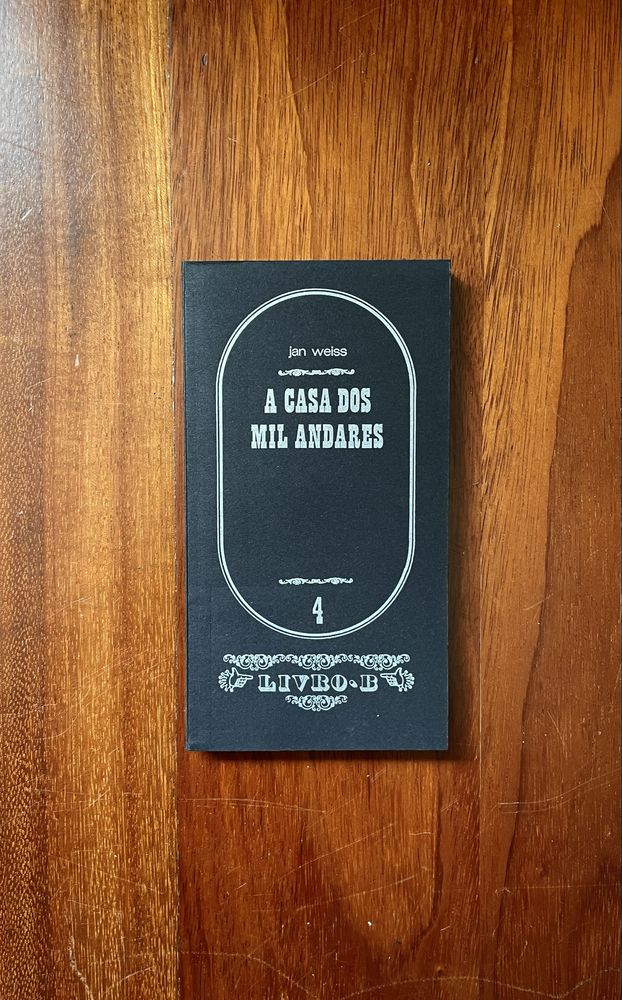 jan weiss
A CASA DOS
MIL ANDARES
4
LIVRO·B